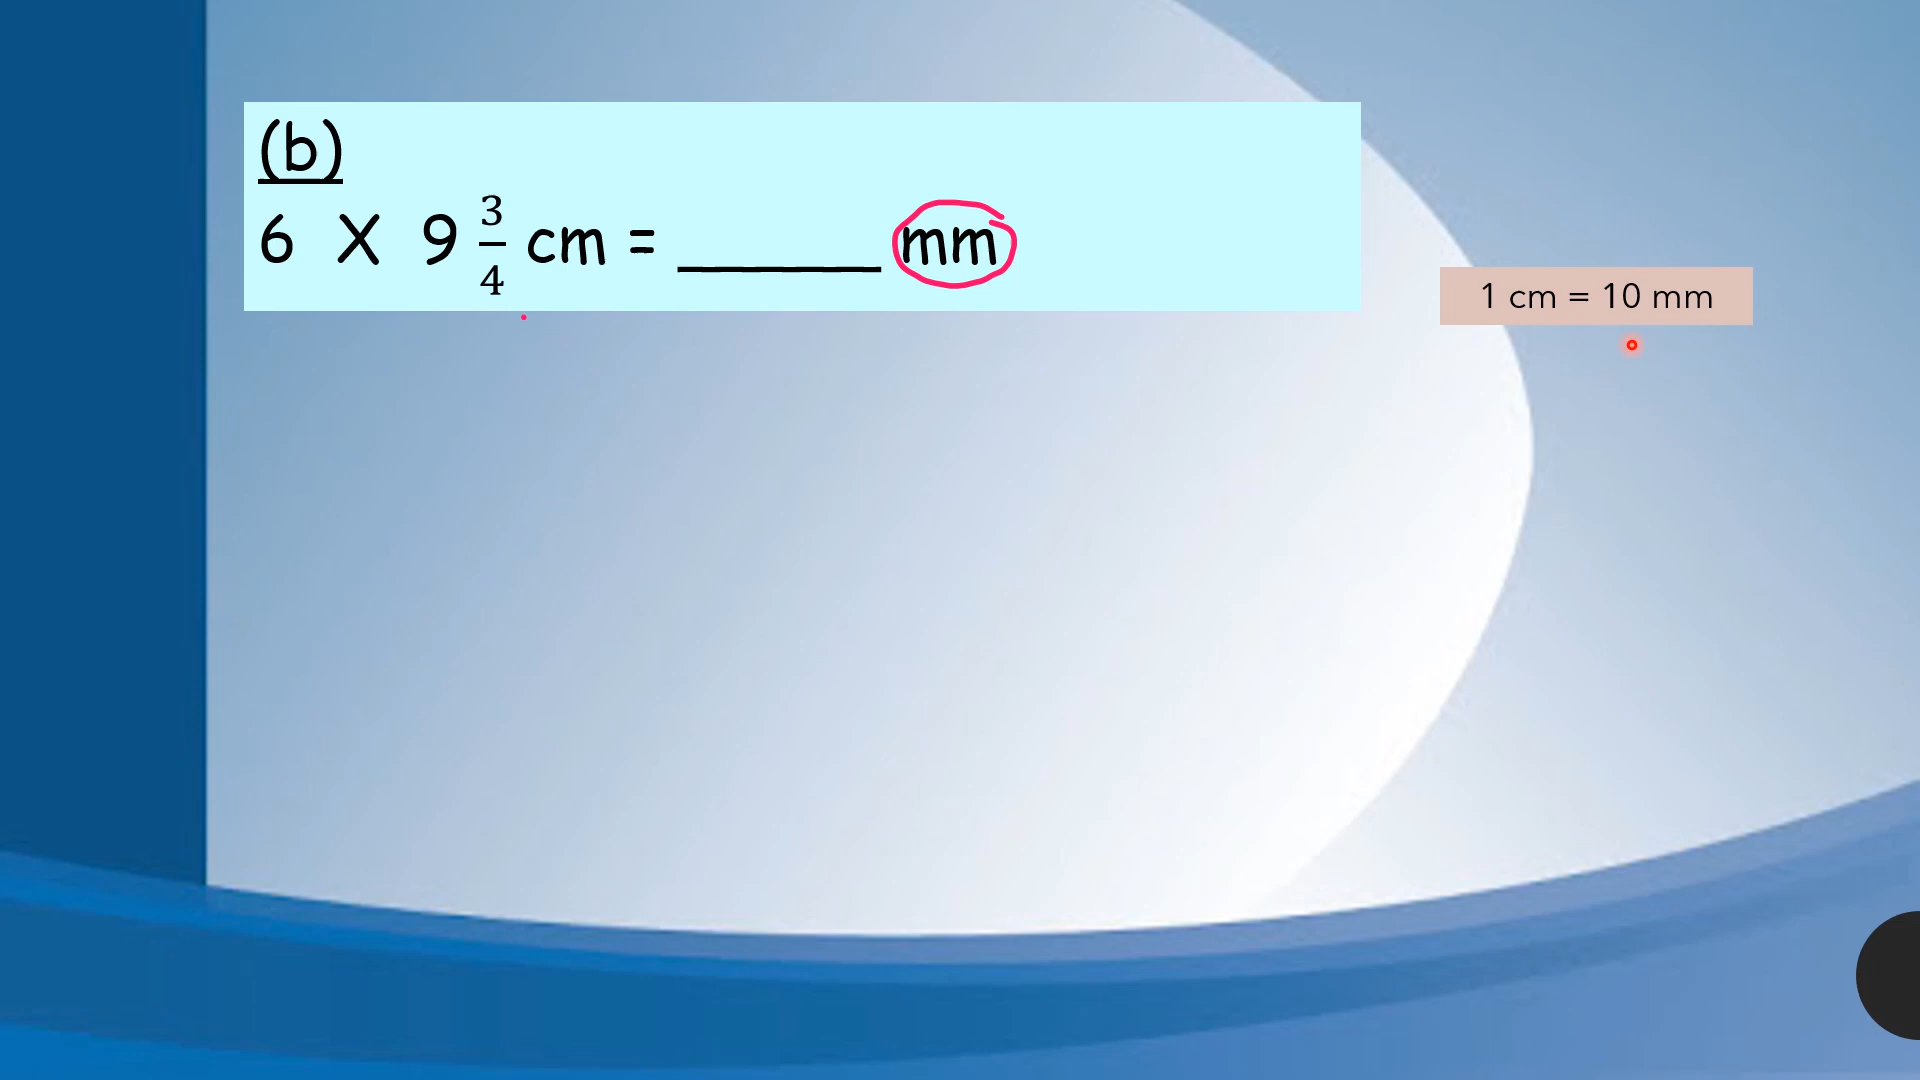 (b)
6 X 9 3/4 cm = ______ mm
1 cm = 10 mm